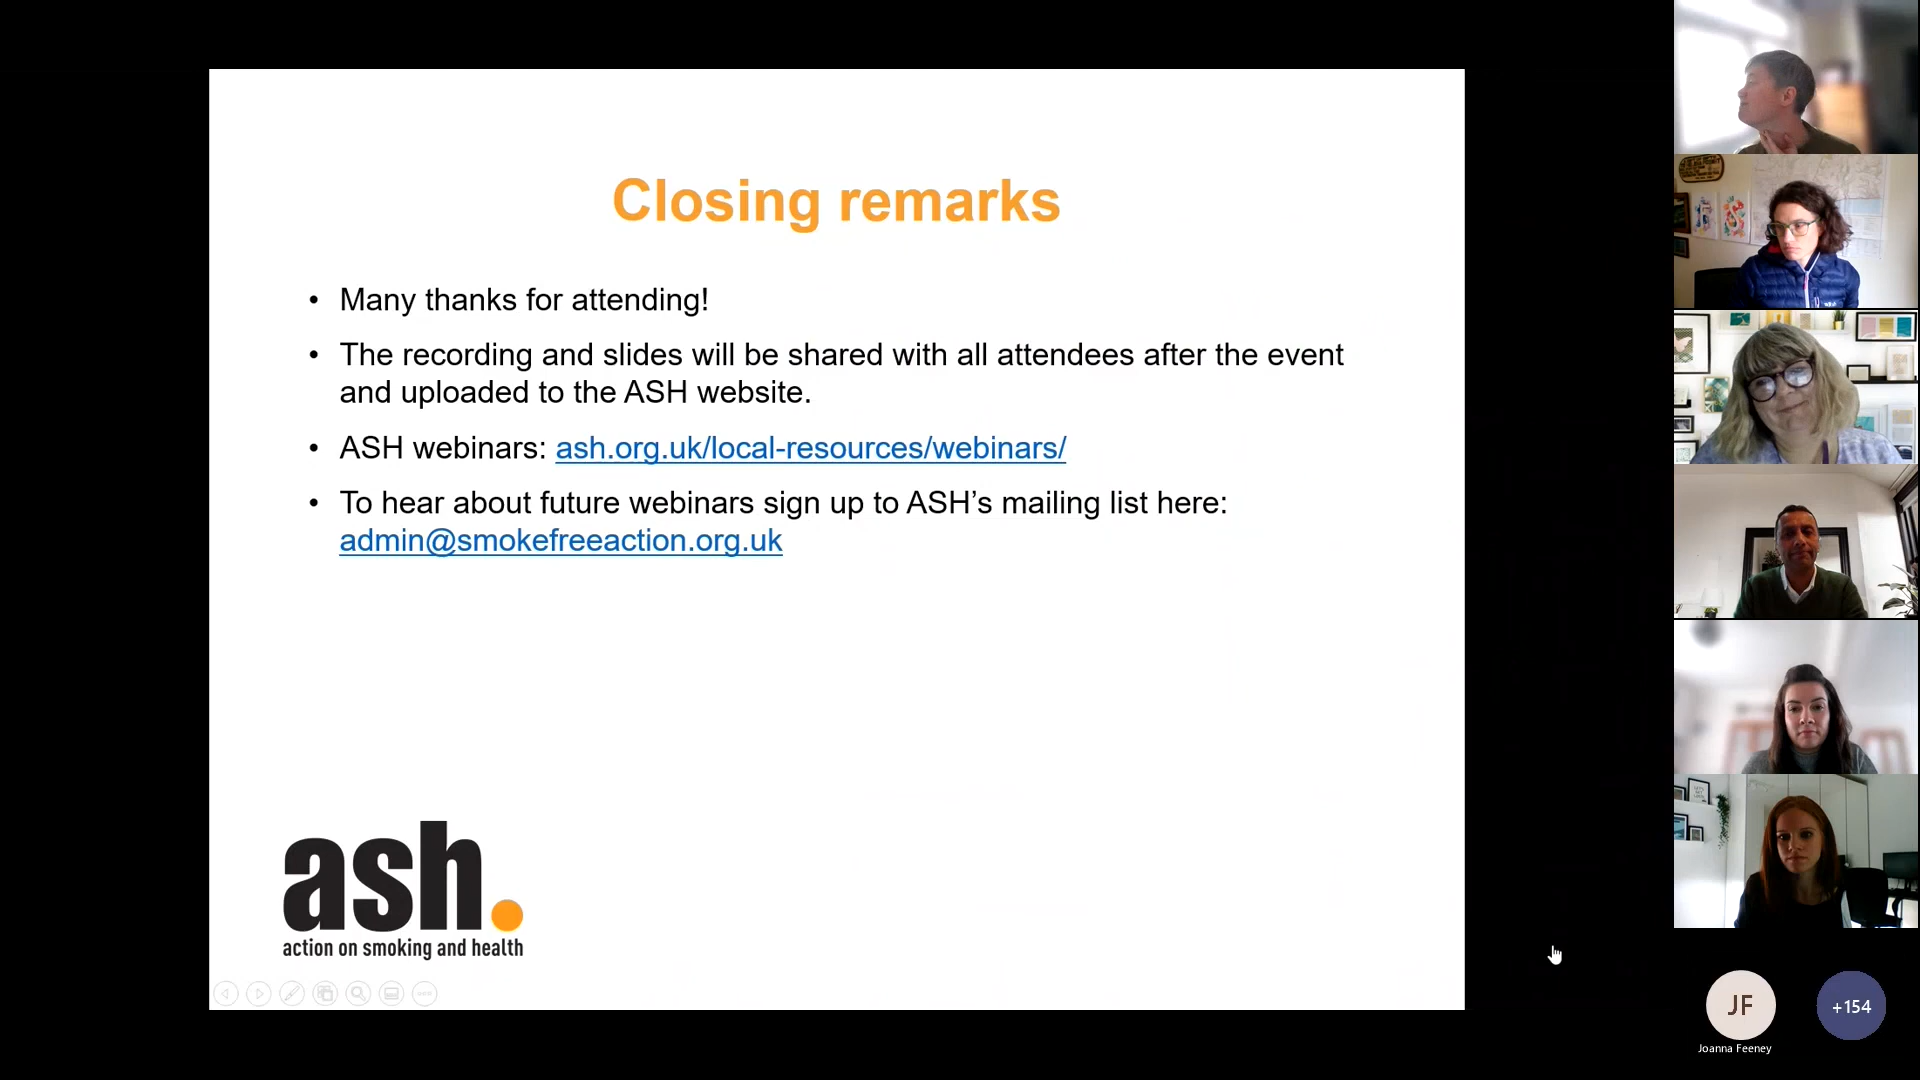 Closing remarks
• Many thanks for attending!
• The recording and slides will be shared with all attendees after the event
and uploaded to the ASH website.
• ASH webinars: ash.org.uk/local-resources/webinars/
• To hear about future webinars sign up to ASH’s mailing list here:
admin@smokefreeaction.org.uk
ash.
action on smoking and health
JF
+154
Joanna Feeney